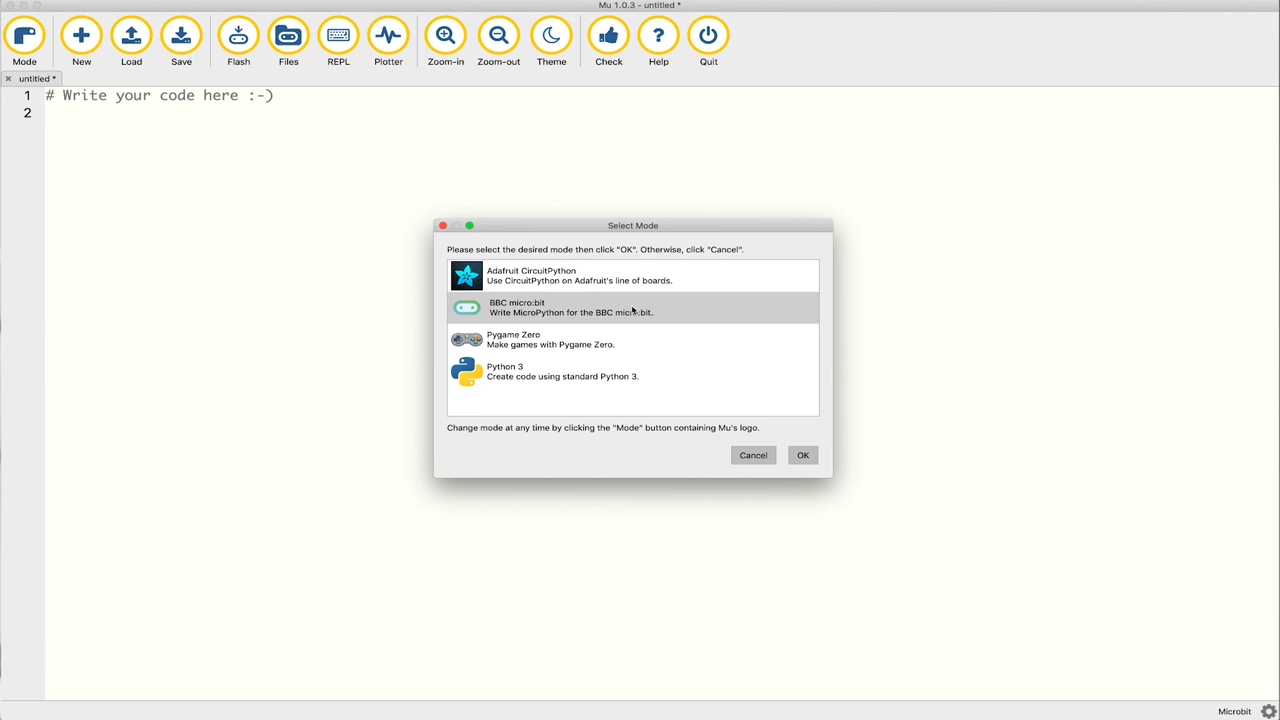 Mu 1.0.3 - untitled *
Mode New Load Save Flash Files REPL Plotter Zoom-in Zoom-out Theme Check Help Quit
untitled *
1 # Write your code here :-)
2
Select Mode
Please select the desired mode then click "OK". Otherwise, click "Cancel".
Adafruit CircuitPython
Use CircuitPython on Adafruit's line of boards.
BBC micro:bit
Write MicroPython for the BBC micro:bit.
Pygame Zero
Make games with Pygame Zero.
Python 3
Create code using standard Python 3.
Change mode at any time by clicking the "Mode" button containing Mu's logo.
Cancel OK
Microbit